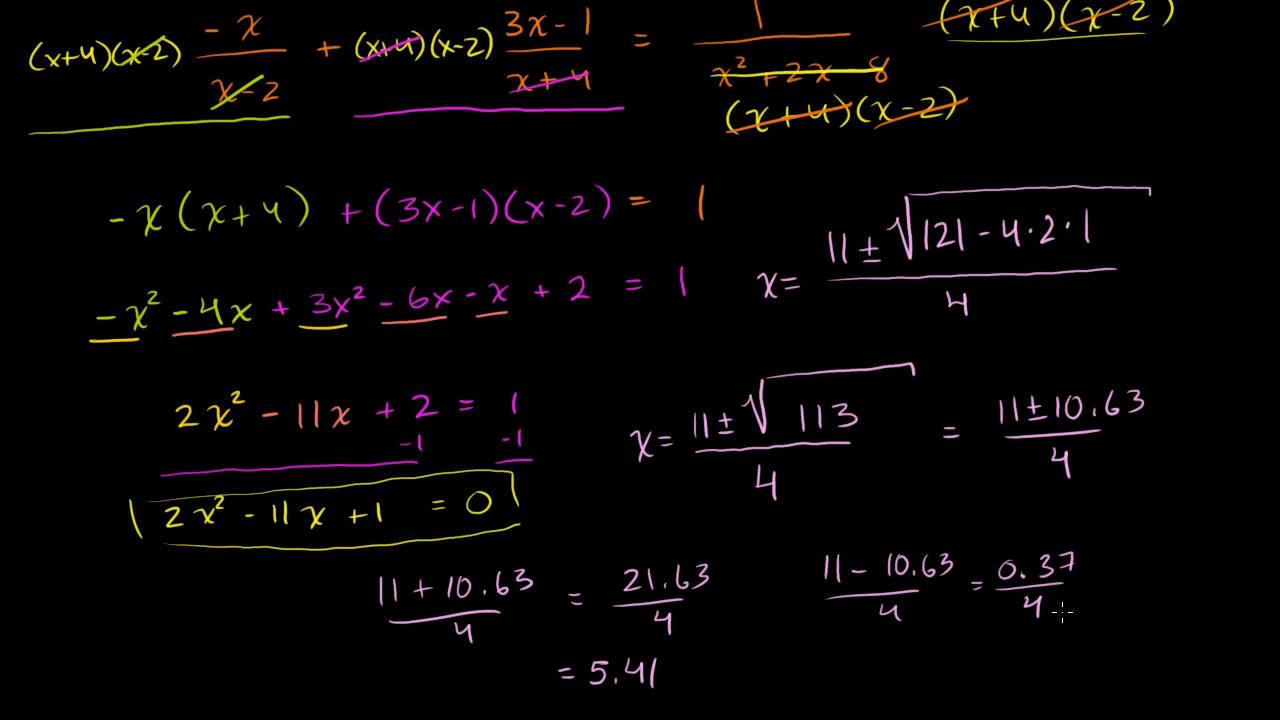 (x+4)(x-2) -x/(x-2) + (x+4)(x-2) (3x-1)/(x+4) = 1/(x²+2x-8) (x+4)(x-2)
(x+4)(x-2)
-x(x+4) + (3x-1)(x-2) = 1
x = (11±√(121-4·2·1))/4
-x² - 4x + 3x² - 6x - x + 2 = 1
2x² - 11x + 2 = 1
-1 -1
x = (11±√113)/4 = (11±10.63)/4
2x² - 11x + 1 = 0
(11+10.63)/4 = 21.63/4
= 5.41
(11-10.63)/4 = 0.37/4